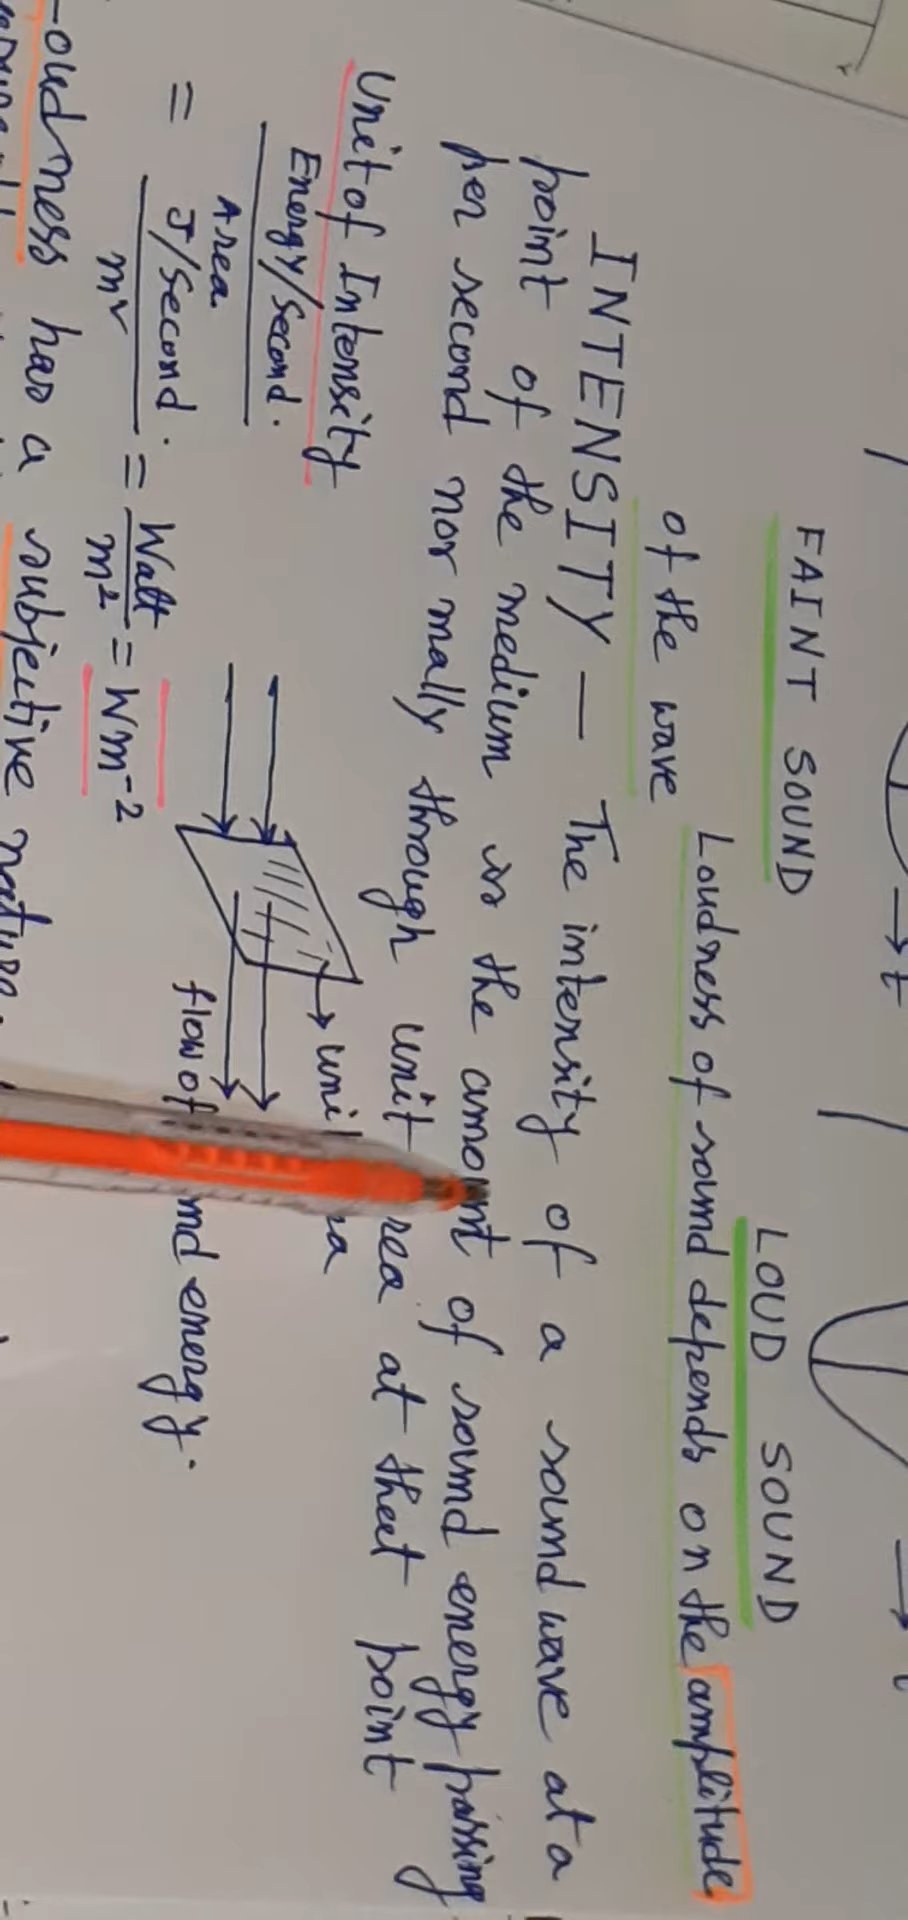 → t
FAINT SOUND
LOUD SOUND
Loudness of sound depends on the amplitude
of the wave
INTENSITY — The intensity of a sound wave at a
point of the medium is the amount of sound energy passing
per second normally through unit area at that point
Unit of Intensity
Energy/Second.
Area
= J/Second.
m²
= Watt
m²
= Wm⁻²
flow of energy.
has a subjective nature.